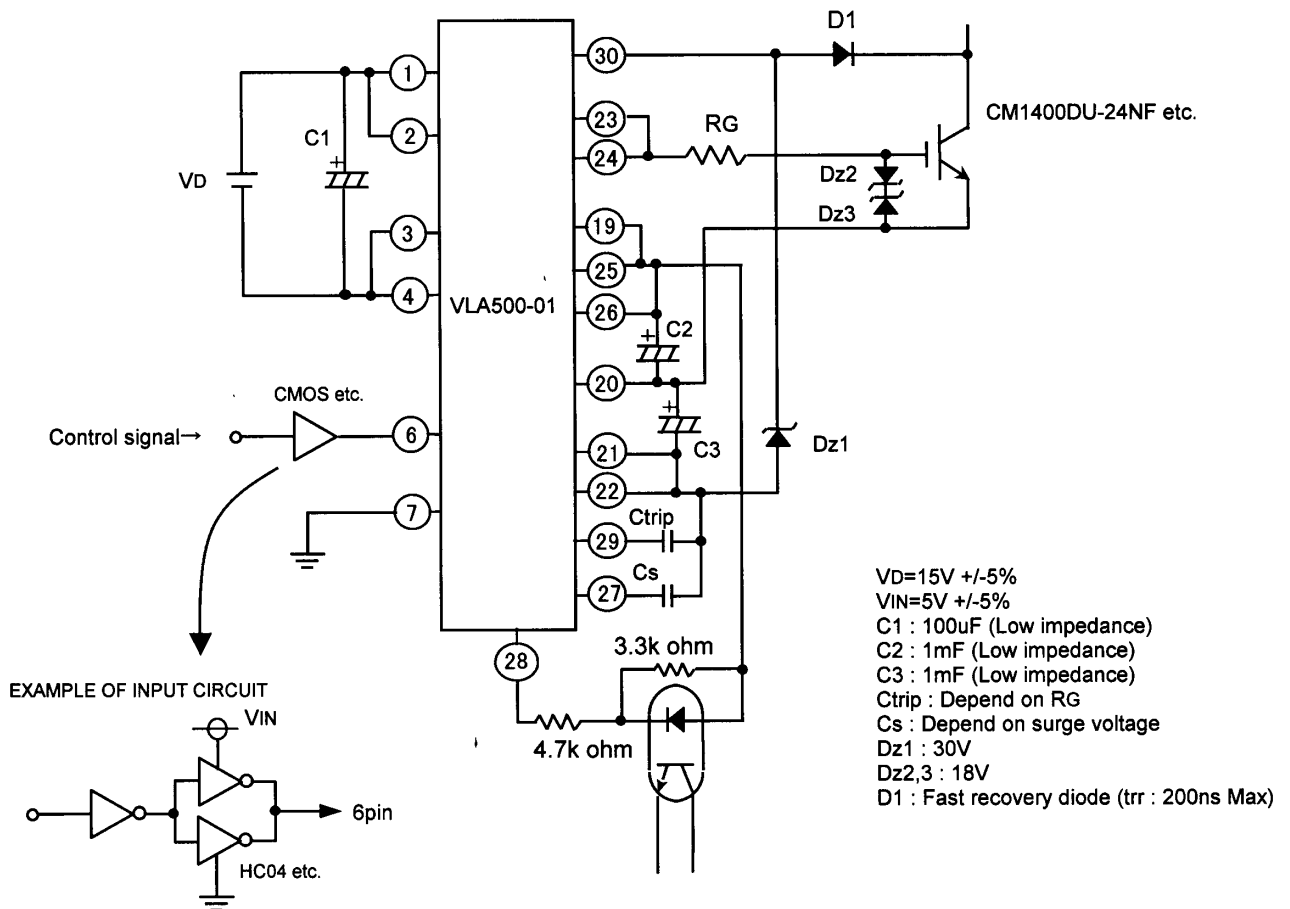 D1
1
30
CM1400DU-24NF etc.
23
RG
2
C1
+
24
VD
Dz2
Dz3
3
19
25
4
VLA500-01
26
+
C2
20
CMOS etc.
+
Control signal→
6
Dz1
21
C3
22
7
Ctrip
29
Cs
27
VD=15V +/-5%
VIN=5V +/-5%
C1 : 100uF (Low impedance)
C2 : 1mF (Low impedance)
C3 : 1mF (Low impedance)
Ctrip : Depend on RG
Cs : Depend on surge voltage
Dz1 : 30V
Dz2,3 : 18V
D1 : Fast recovery diode (trr : 200ns Max)
28
3.3k ohm
4.7k ohm
EXAMPLE OF INPUT CIRCUIT
VIN
6pin
HC04 etc.